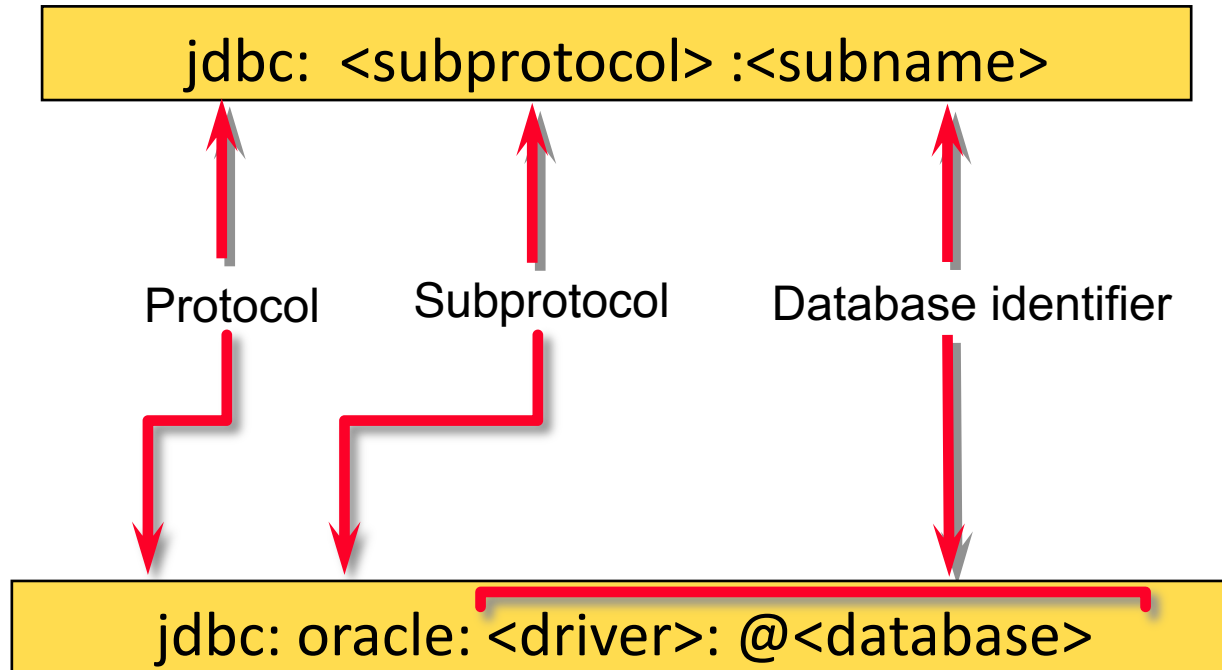 jdbc: <subprotocol> :<subname>
Protocol Subprotocol Database identifier
jdbc: oracle: <driver>: @<database>